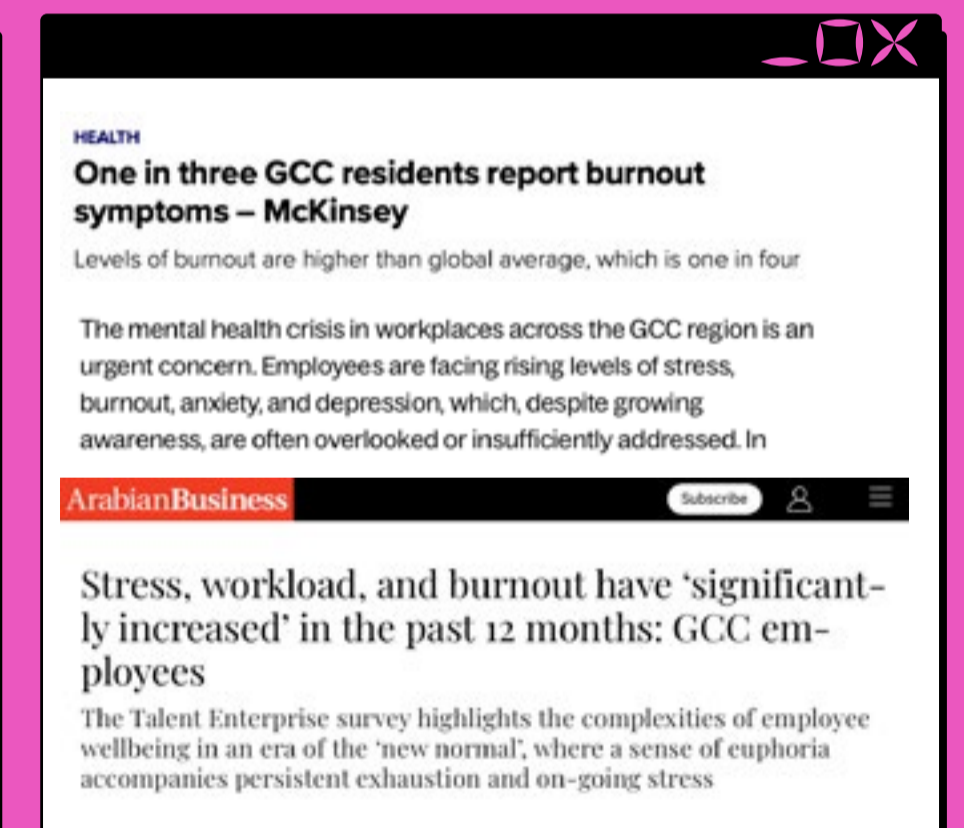 HEALTH
One in three GCC residents report burnout
symptoms – McKinsey
Levels of burnout are higher than global average, which is one in four
The mental health crisis in workplaces across the GCC region is an
urgent concern. Employees are facing rising levels of stress,
burnout, anxiety, and depression, which, despite growing
awareness, are often overlooked or insufficiently addressed. In
ArabianBusiness
Subscribe
Stress, workload, and burnout have ‘significant-
ly increased’ in the past 12 months: GCC em-
ployees
The Talent Enterprise survey highlights the complexities of employee
wellbeing in an era of the ‘new normal’, where a sense of euphoria
accompanies persistent exhaustion and on-going stress